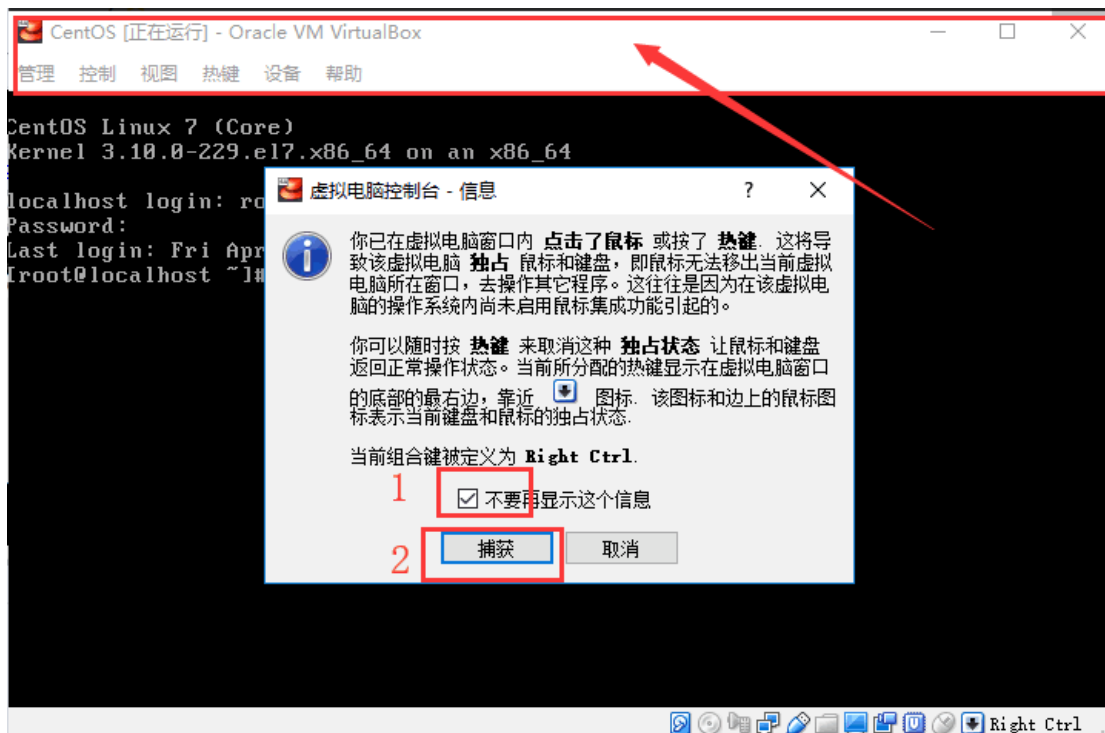 CentOS [正在运行] - Oracle VM VirtualBox
管理 控制 视图 热键 设备 帮助
CentOS Linux 7 (Core)
Kernel 3.10.0-229.el7.x86_64 on an x86_64
localhost login: ro
Password:
Last login: Fri Apr
[root@localhost ~]#
虚拟电脑控制台 - 信息 ?
你已在虚拟电脑窗口内 点击了鼠标 或按了 热键. 这将导
致该虚拟电脑 独占 鼠标和键盘，即鼠标无法移出当前虚拟
电脑所在窗口，去操作其它程序。这往往是因为在该虚拟电
脑的操作系统内尚未启用鼠标集成功能引起的。
你可以随时按 热键 来取消这种 独占状态 让鼠标和键盘
返回正常操作状态。当前所分配的热键显示在虚拟电脑窗口
的底部的最右边，靠近 图标. 该图标和边上的鼠标图
标表示当前键盘和鼠标的独占状态.
当前组合键被定义为 Right Ctrl.
1
不要再显示这个信息
2
捕获 取消
Right Ctrl